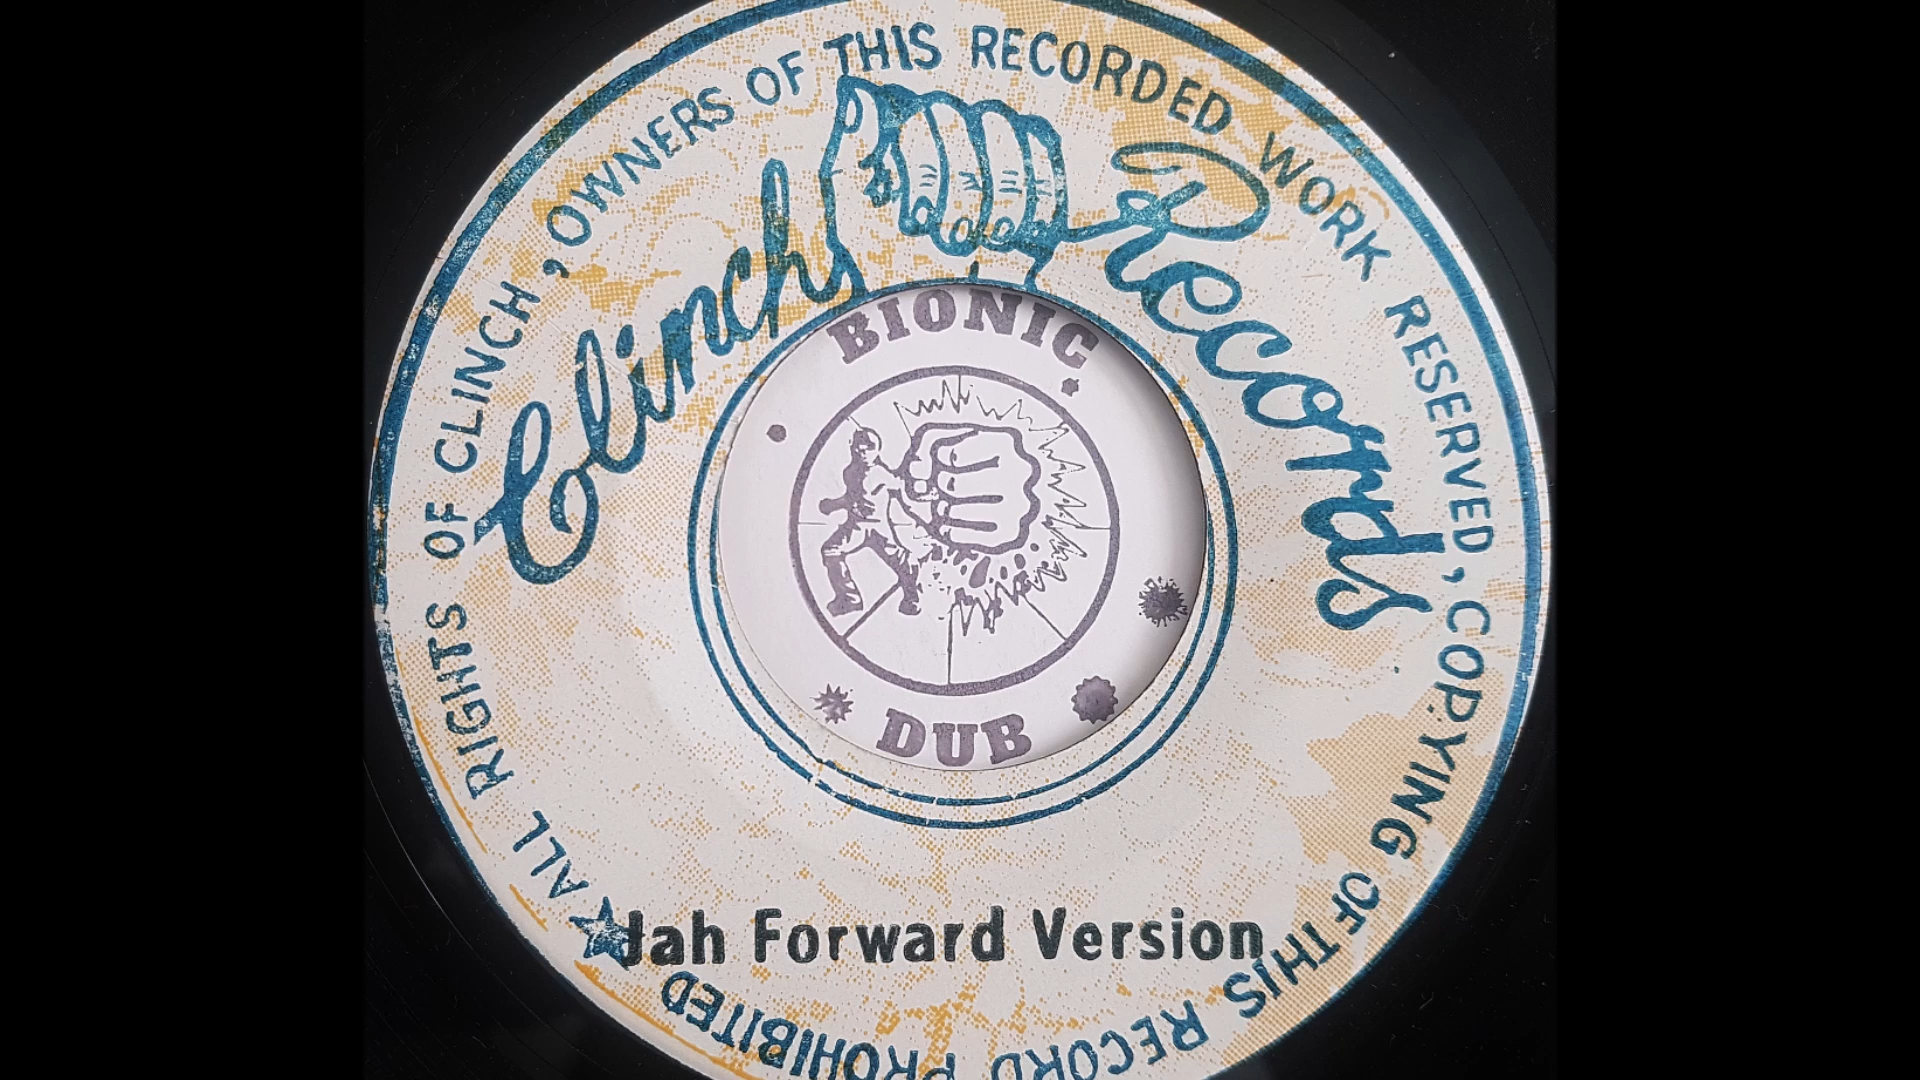 ALL RIGHTS OF CLINCH, OWNERS OF THIS RECORDED WORK RESERVED, COPYING OF THIS RECORD PROHIBITED
Clinch Records
BIONIC
DUB
Jah Forward Version